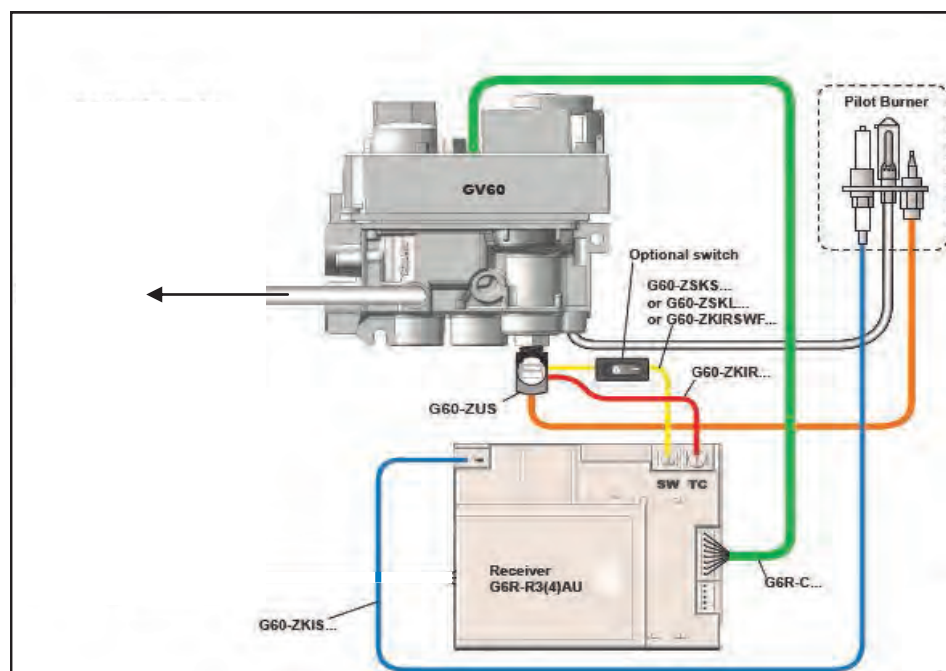 Pilot Burner
GV60
Optional switch
G60-ZSKS...
or G60-ZSKL...
or G60-ZKIRSWF...
G60-ZKIR...
G60-ZUS
SW TC
Receiver
G6R-R3(4)AU
G6R-C...
G60-ZKIS...